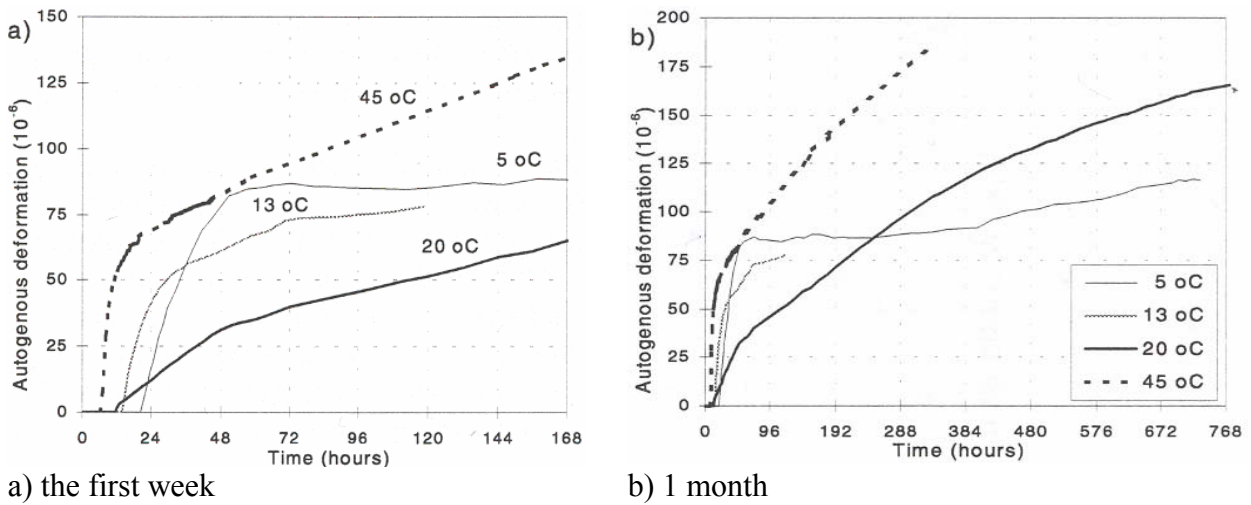 a)
Autogenous deformation (10-6)
150
125
100
75
50
25
0
45 oC
5 oC
13 oC
20 oC
0 24 48 72 96 120 144 168
Time (hours)
b)
Autogenous deformation (10-6)
200
175
150
125
100
75
50
25
0
5 oC
13 oC
20 oC
45 oC
0 96 192 288 384 480 576 672 768
Time (hours)
a) the first week
b) 1 month